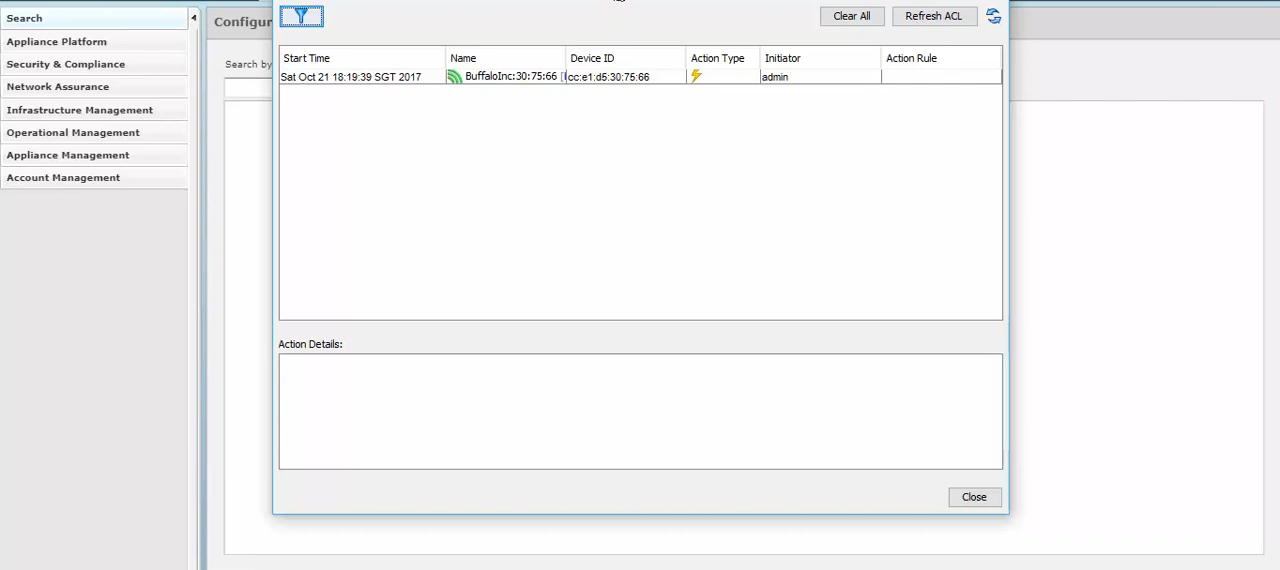 Search
Appliance Platform
Security & Compliance
Network Assurance
Infrastructure Management
Operational Management
Appliance Management
Account Management
Configur
Search by
Clear All
Refresh ACL
Start Time Name Device ID Action Type Initiator Action Rule
Sat Oct 21 18:19:39 SGT 2017 BuffaloInc:30:75:66 [ cc:e1:d5:30:75:66 admin
Action Details:
Close